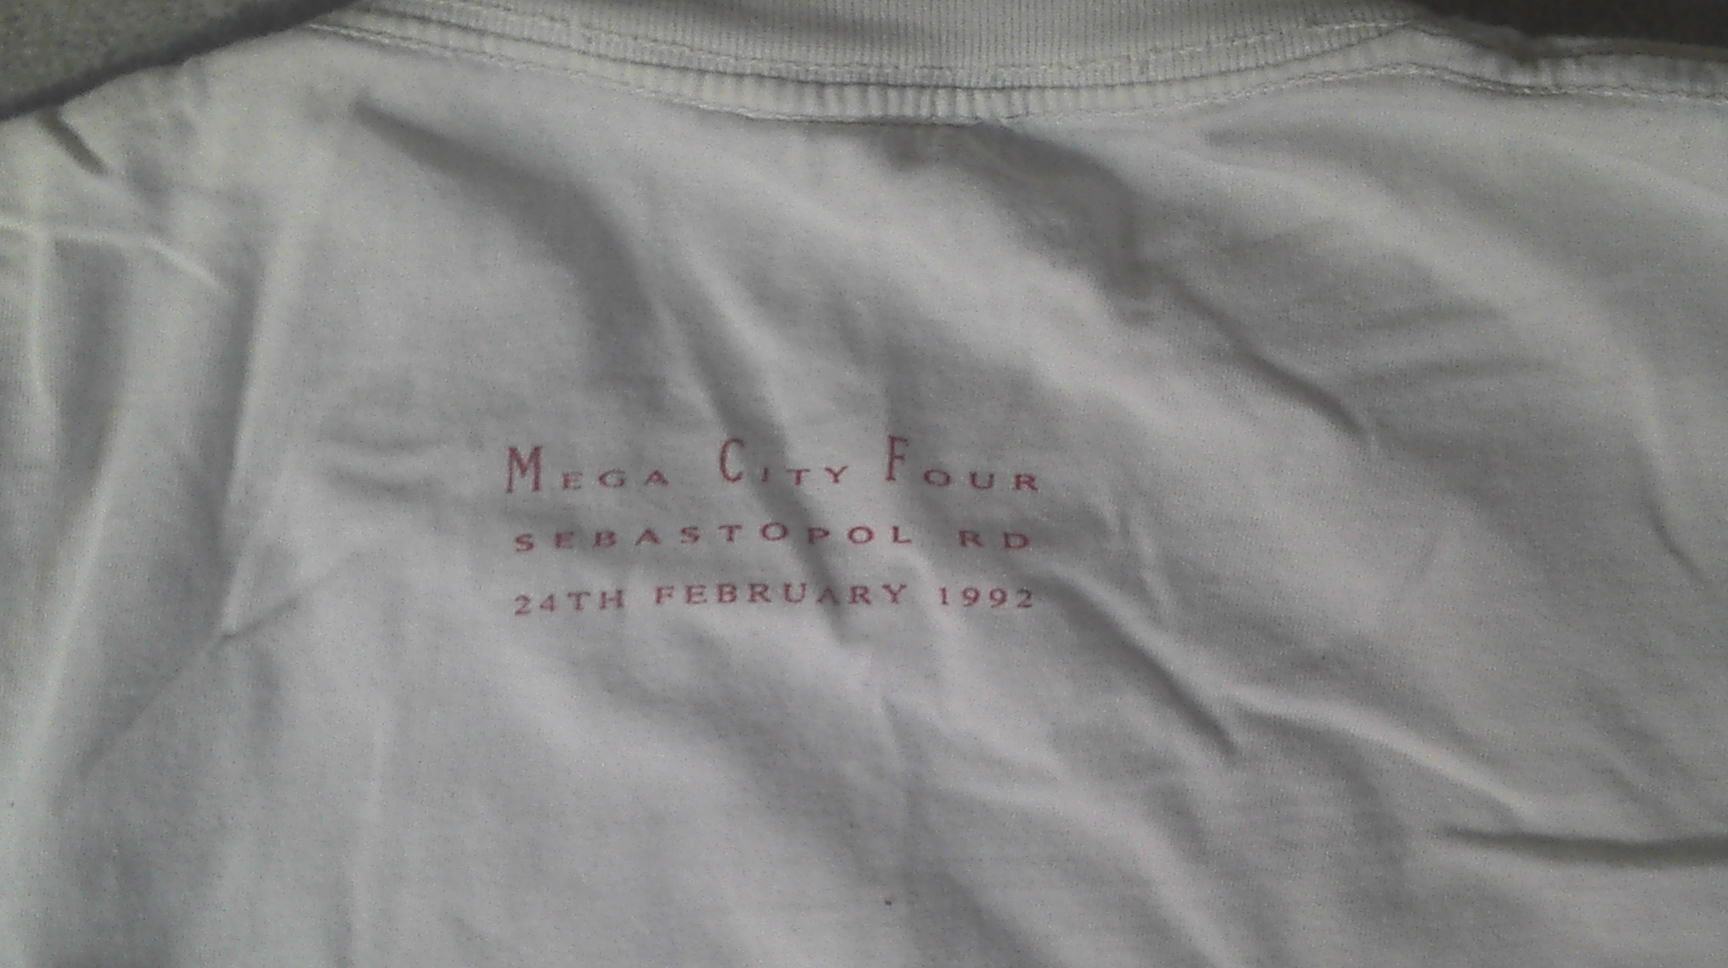 MEGA CITY FOUR
SEBASTOPOL RD
24TH FEBRUARY 1992